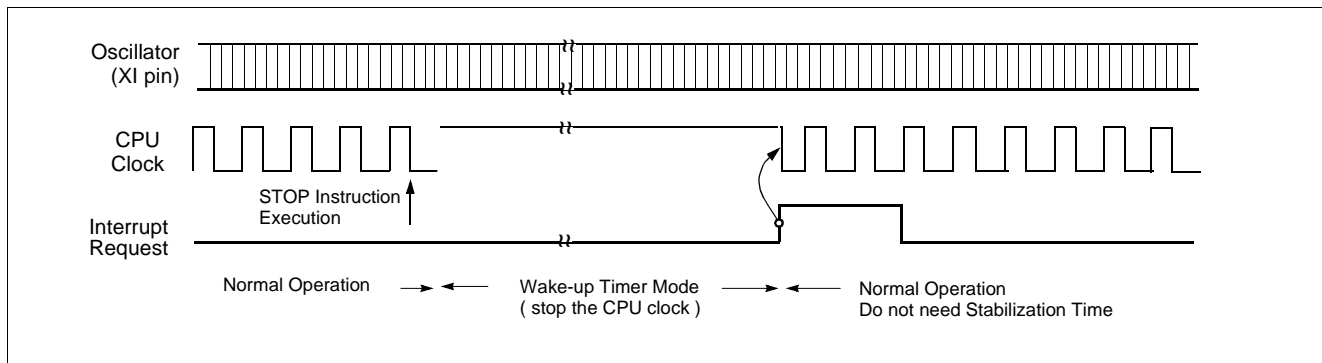 Oscillator
(XI pin)
CPU
Clock
STOP Instruction
Execution
Interrupt
Request
Normal Operation
Wake-up Timer Mode
( stop the CPU clock )
Normal Operation
Do not need Stabilization Time